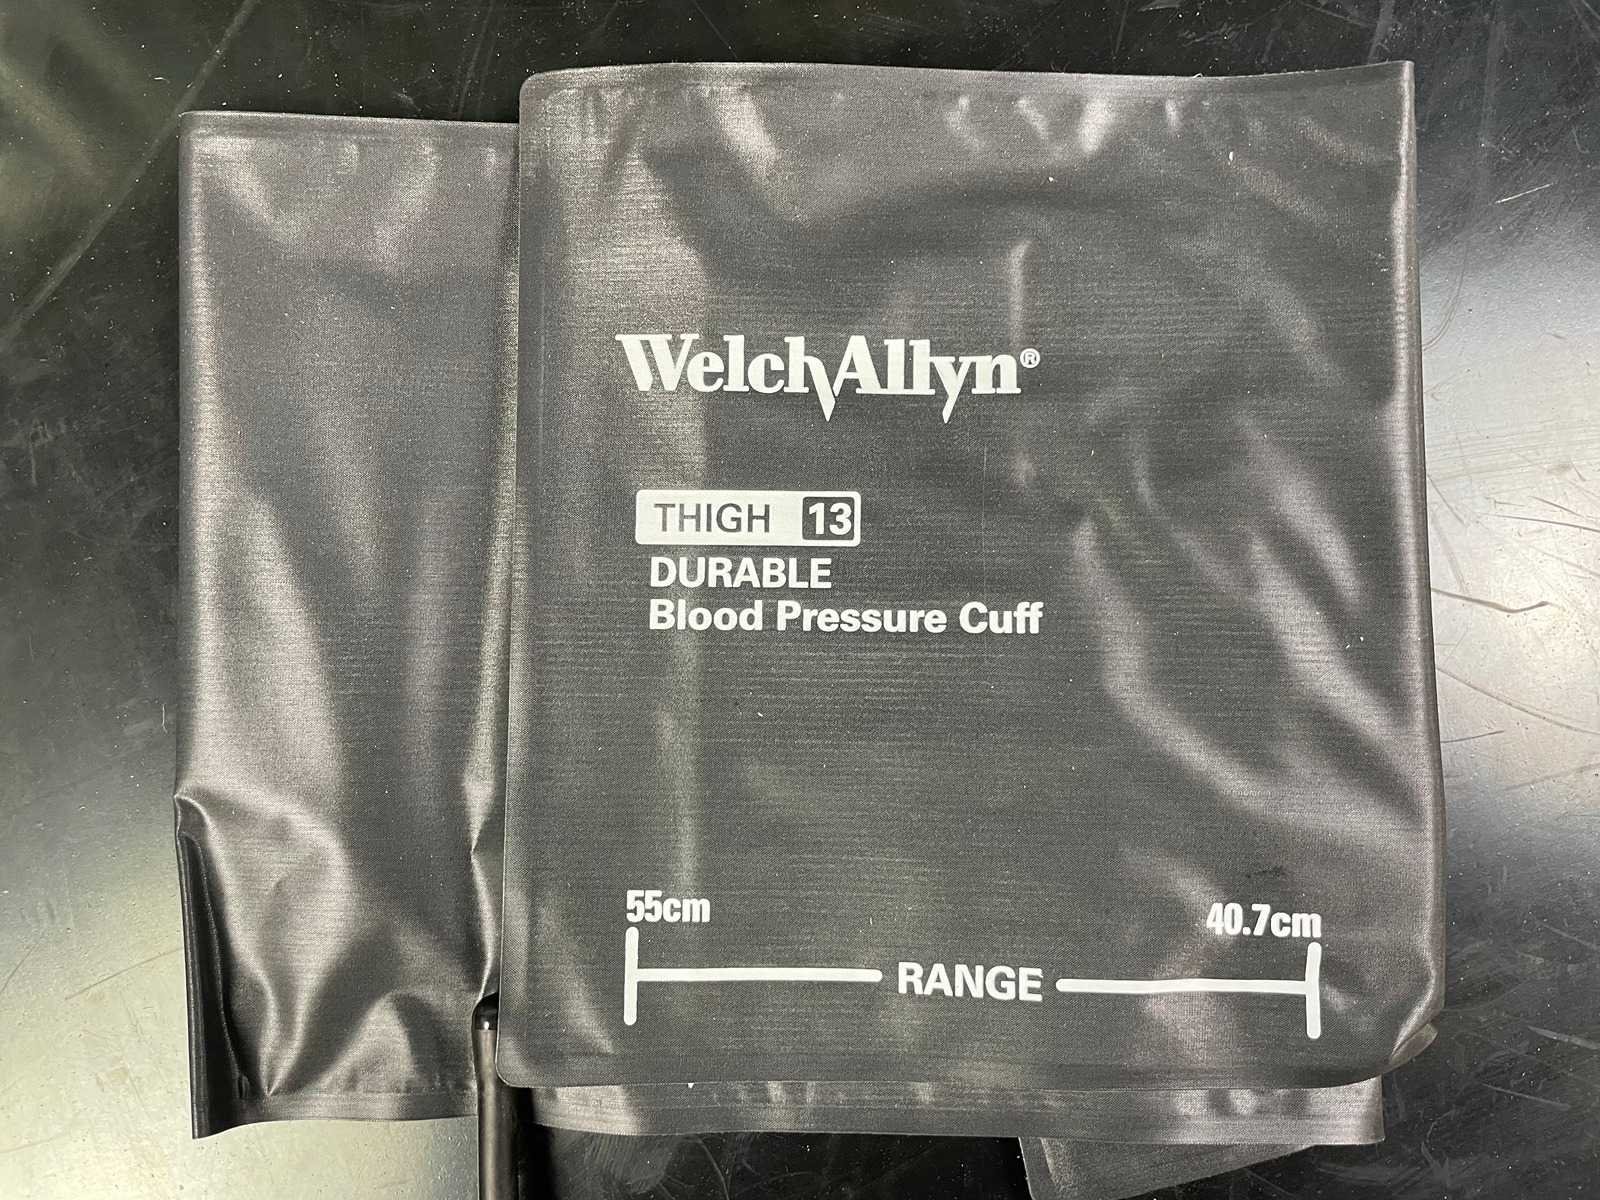 WelchAllyn®
THIGH 13
DURABLE
Blood Pressure Cuff
55cm 40.7cm
RANGE